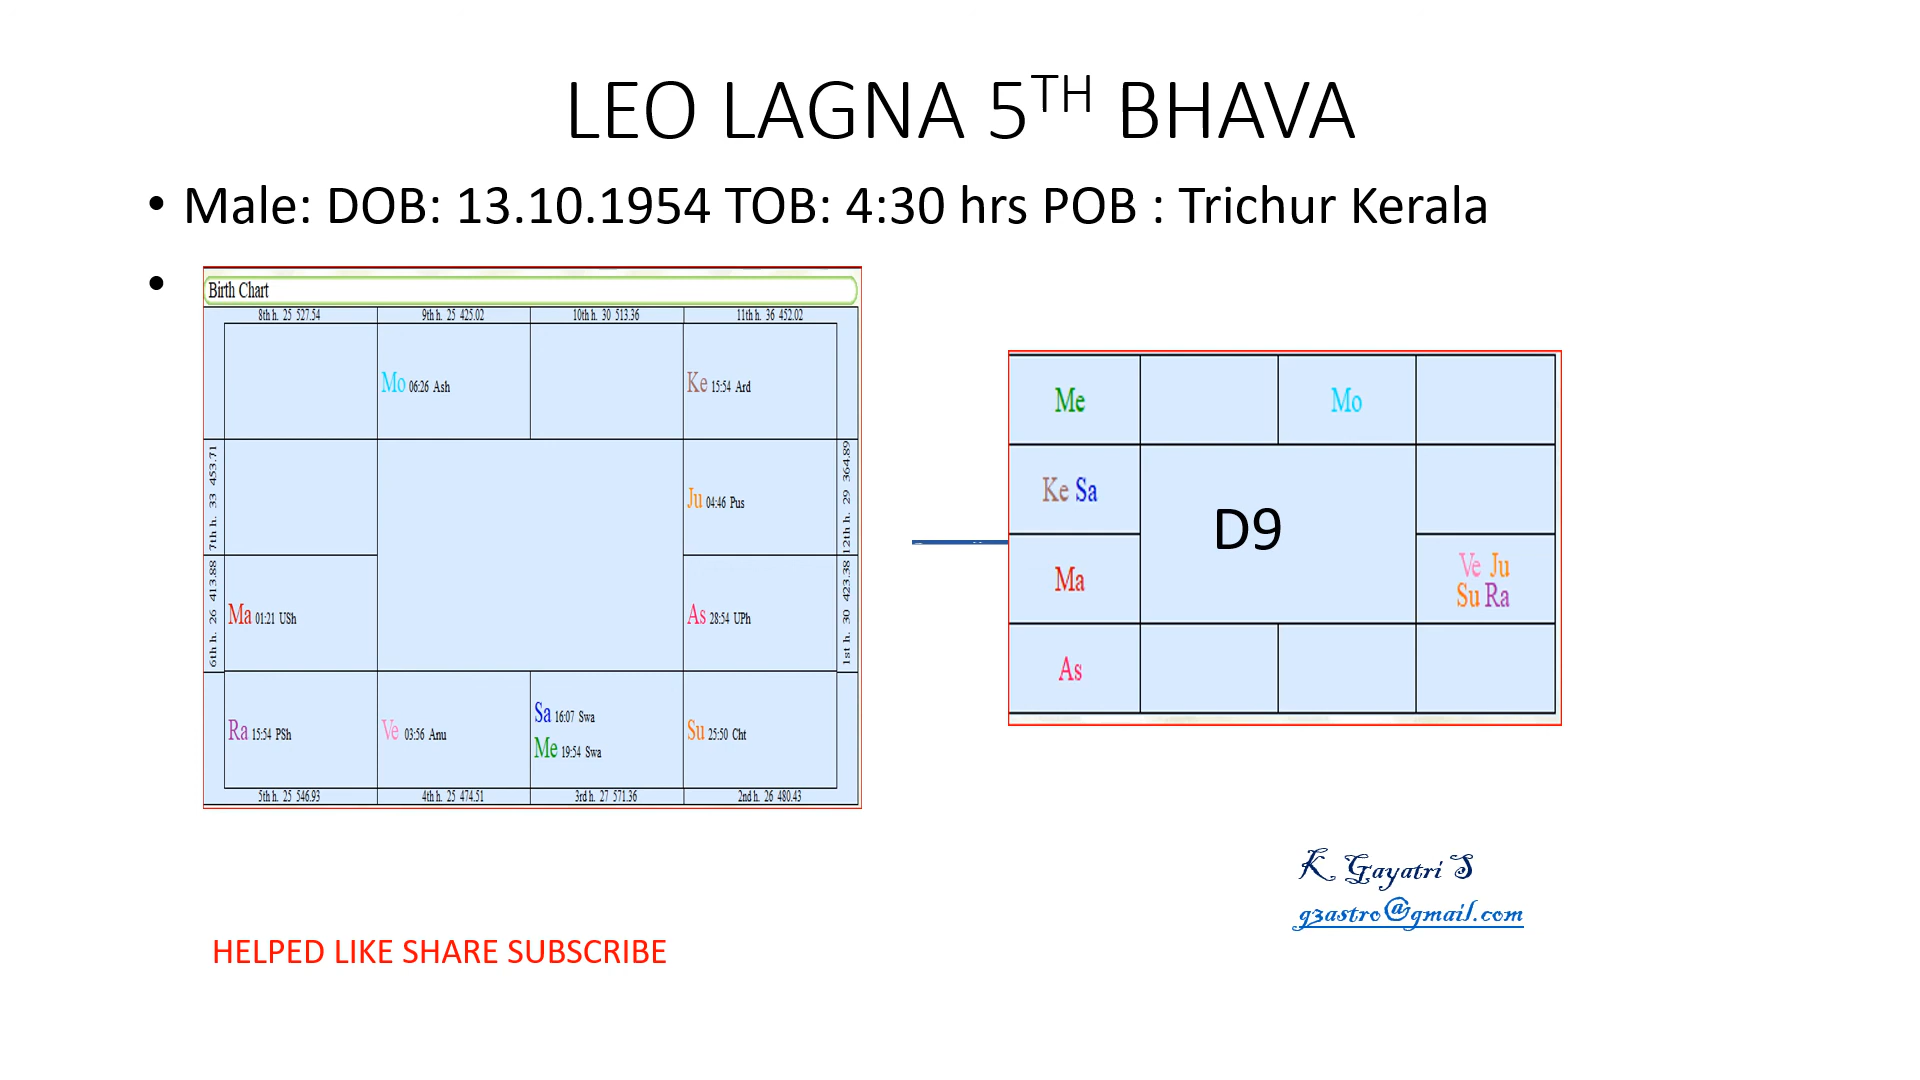 LEO LAGNA 5TH BHAVA
• Male: DOB: 13.10.1954 TOB: 4:30 hrs POB : Trichur Kerala
Birth Chart
8th h. 25 527.54
9th h. 25 425.02
10th h. 30 513.36
11th h. 36 452.02
Mo 06:26 Ash
Ke 15:54 Ard
7th h. 33 453.71
12th h. 29 364.89
Ju 04:46 Pus
6th h. 26 413.88
Ma 01:21 USh
As 28:54 UPh
1st h. 30 423.38
Ra 15:54 PSh
Ve 03:56 Anu
Sa 16:07 Swa
Me 19:54 Swa
Su 25:50 Cht
5th h. 25 546.93
4th h. 25 474.51
3rd h. 27 571.36
2nd h. 26 480.43
Me
Mo
Ke Sa
D9
Ma
Ve Ju
Su Ra
As
K Gayatri S
g3astro@gmail.com
HELPED LIKE SHARE SUBSCRIBE